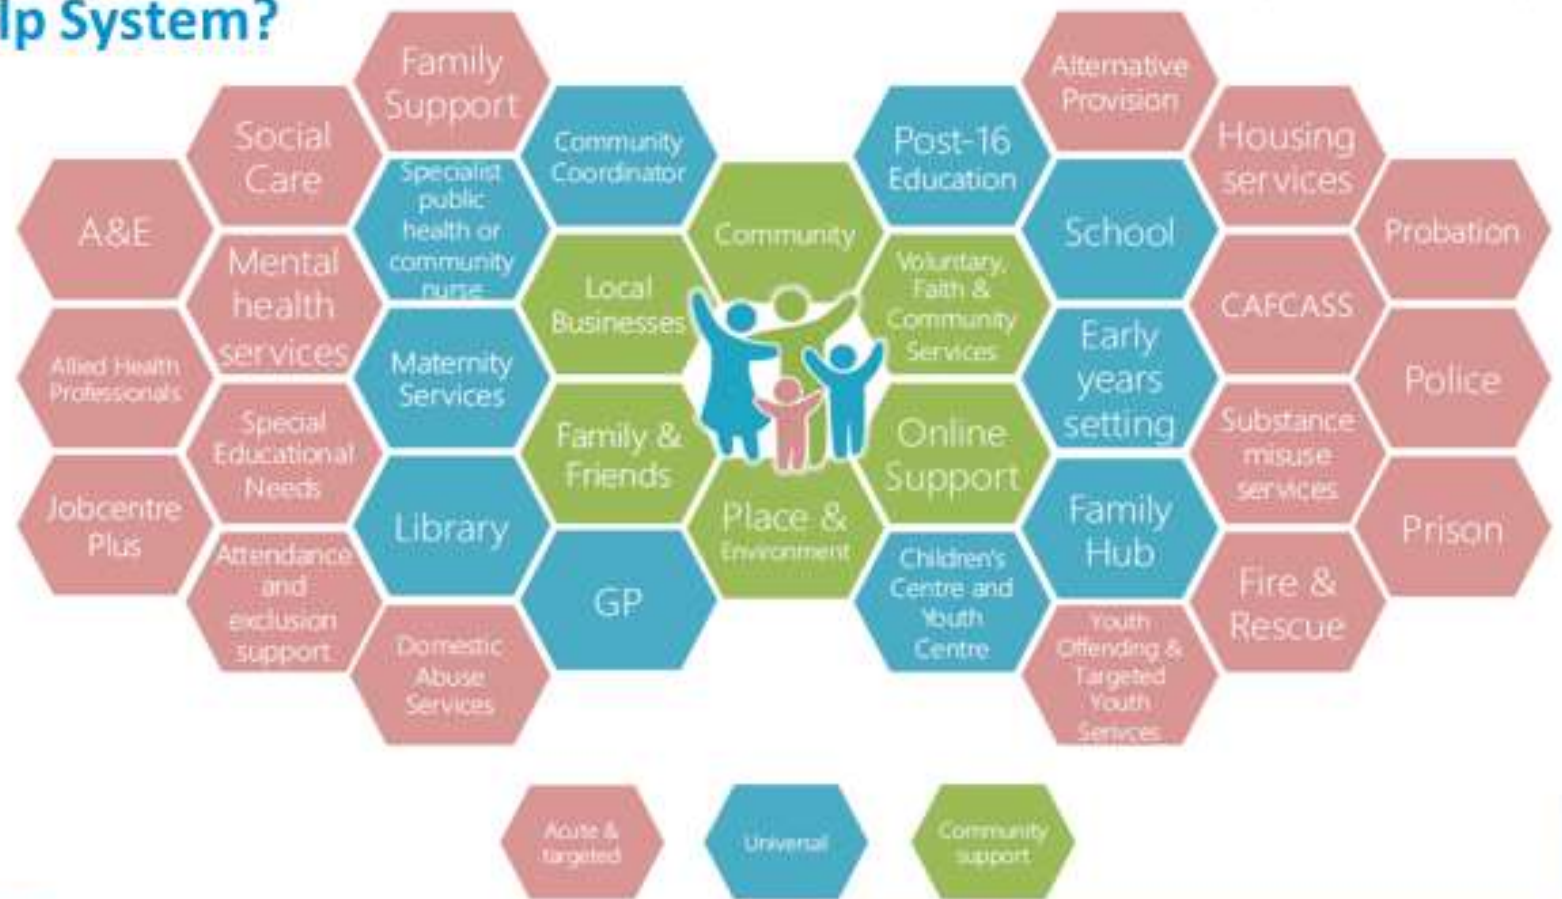 lp System?
Family
Support
Alternative
Provision
Social
Care
Community
Coordinator
Post-16
Education
Housing
services
A&E
Specialist
public
health or
community
nurse
Community
School
Probation
Mental
health
services
Local
Businesses
Voluntary,
Faith &
Community
Services
CAFCASS
Allied Health
Professionals
Maternity
Services
Early
years
setting
Police
Special
Educational
Needs
Family &
Friends
Online
Support
Substance
misuse
services
Jobcentre
Plus
Library
Place &
Environment
Family
Hub
Prison
Attendance
and
exclusion
support
GP
Children's
Centre and
Youth
Centre
Fire &
Rescue
Domestic
Abuse
Services
Youth
Offending &
Targeted
Youth
Serivces
Acute &
targeted
Universal
Community
support